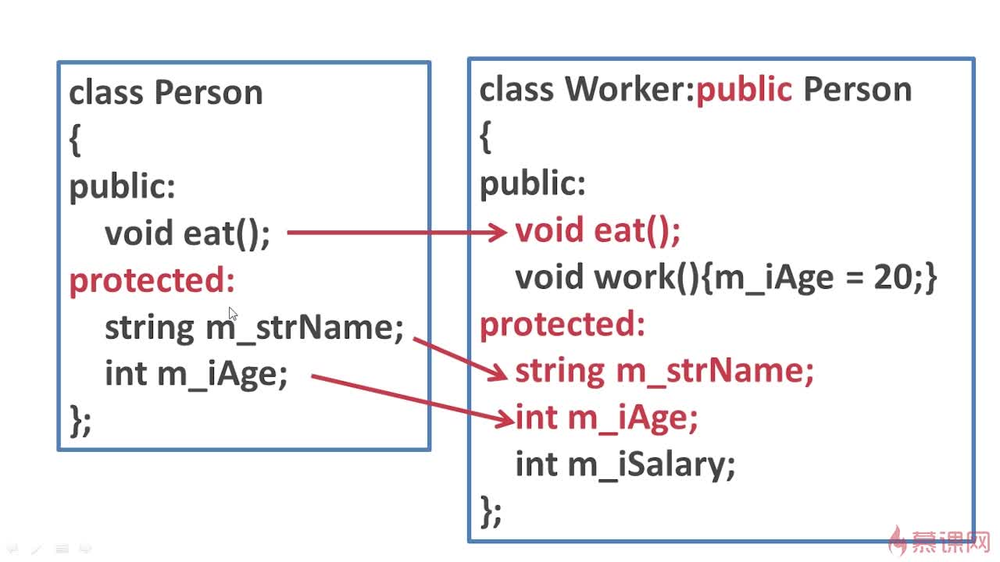 class Person
{
public:
void eat();
protected:
string m_strName;
int m_iAge;
};
class Worker:public Person
{
public:
void eat();
void work(){m_iAge = 20;}
protected:
string m_strName;
int m_iAge;
int m_iSalary;
};
慕课网